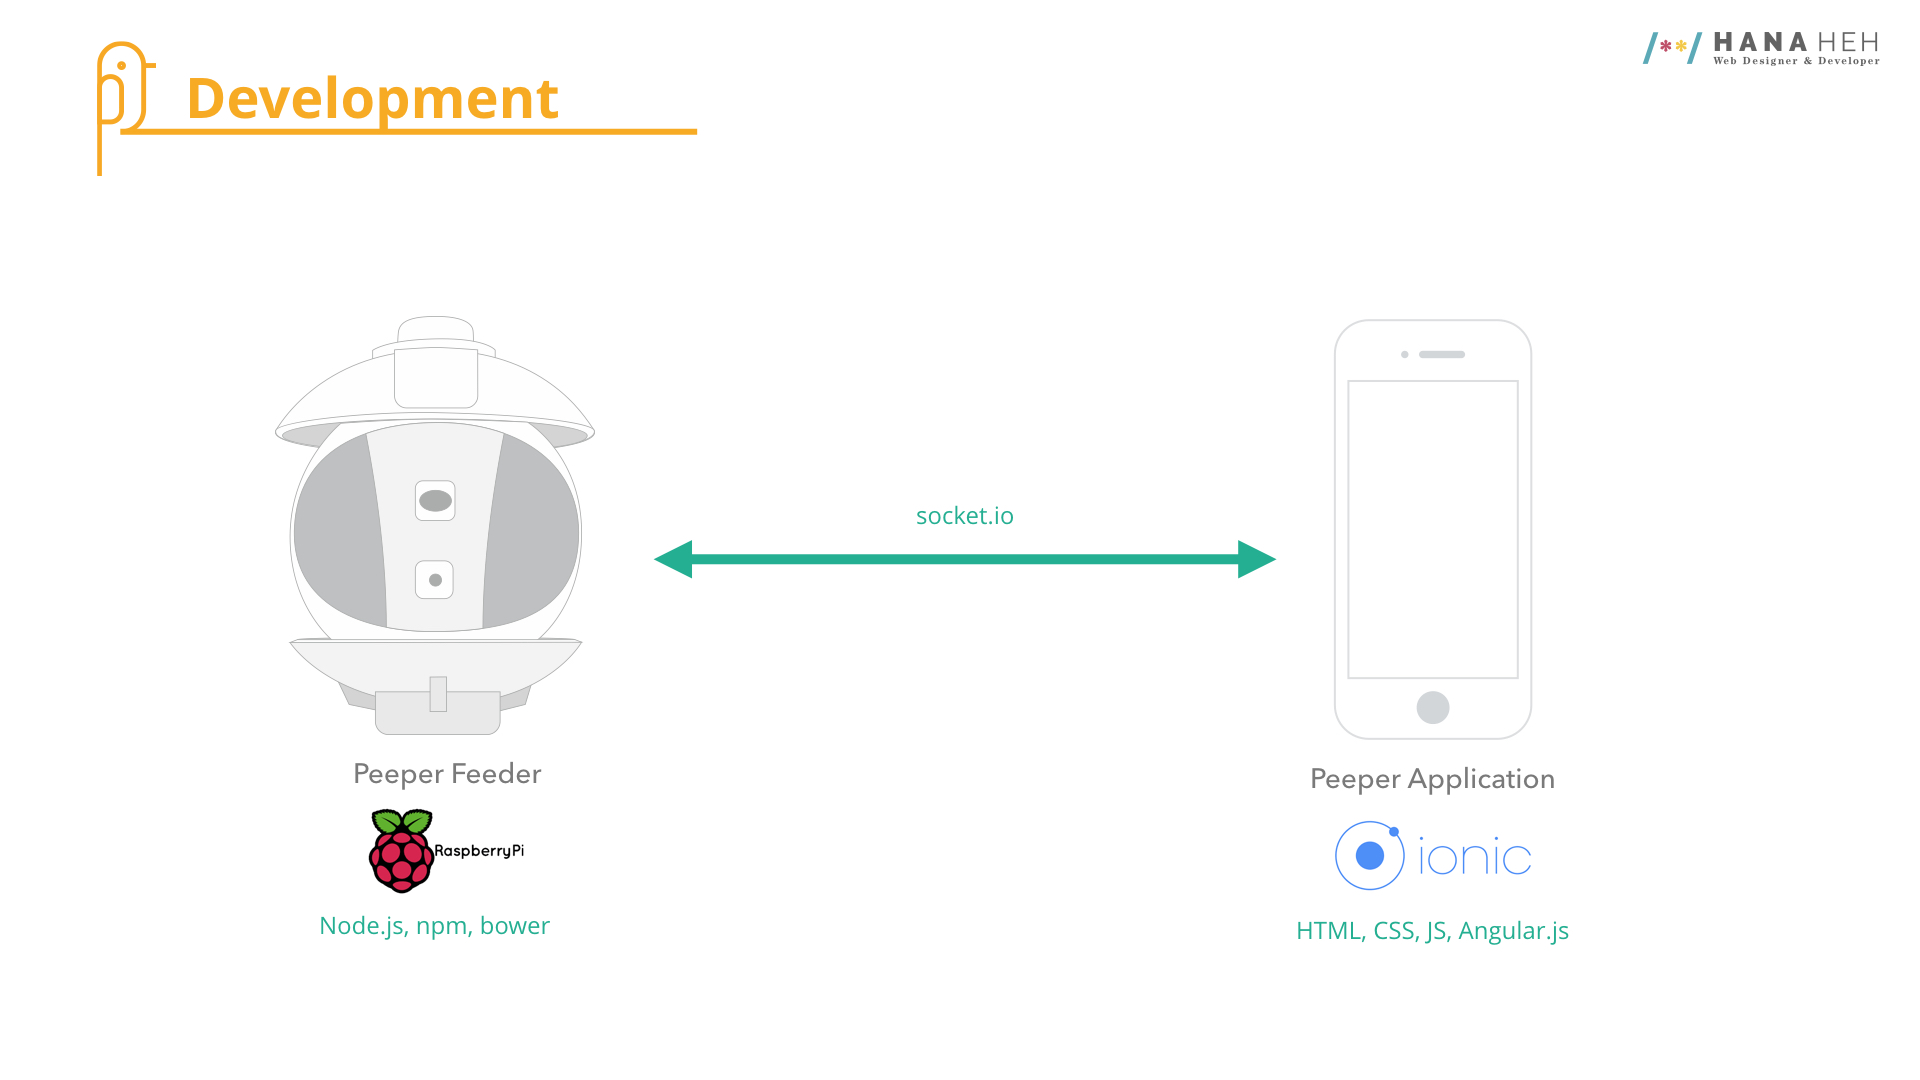 Development
/**/ HANA HEH
Web Designer & Developer
socket.io
Peeper Feeder
Peeper Application
RaspberryPi
ionic
Node.js, npm, bower
HTML, CSS, JS, Angular.js